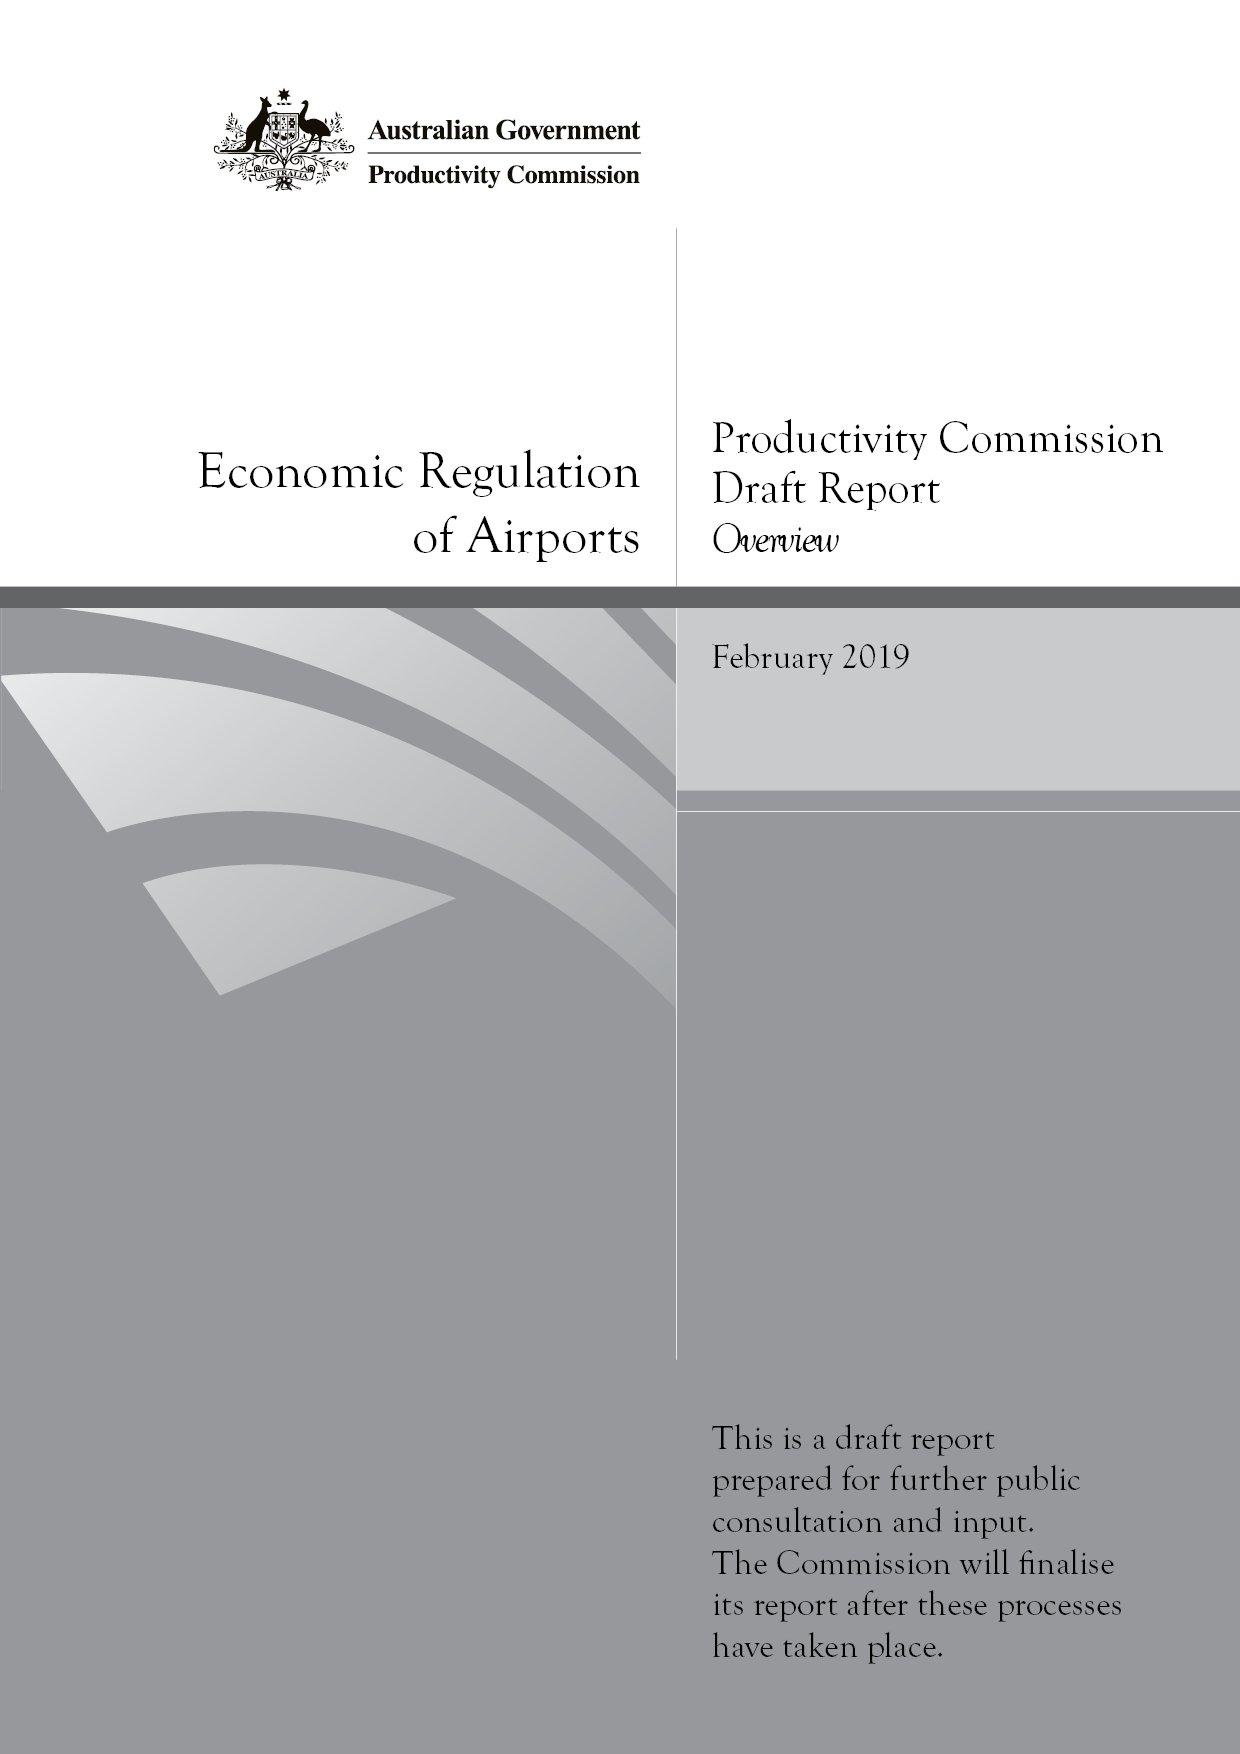 Australian Government
Productivity Commission
AUSTRALIA
Economic Regulation
of Airports
Productivity Commission
Draft Report
Overview
February 2019
This is a draft report
prepared for further public
consultation and input.
The Commission will finalise
its report after these processes
have taken place.